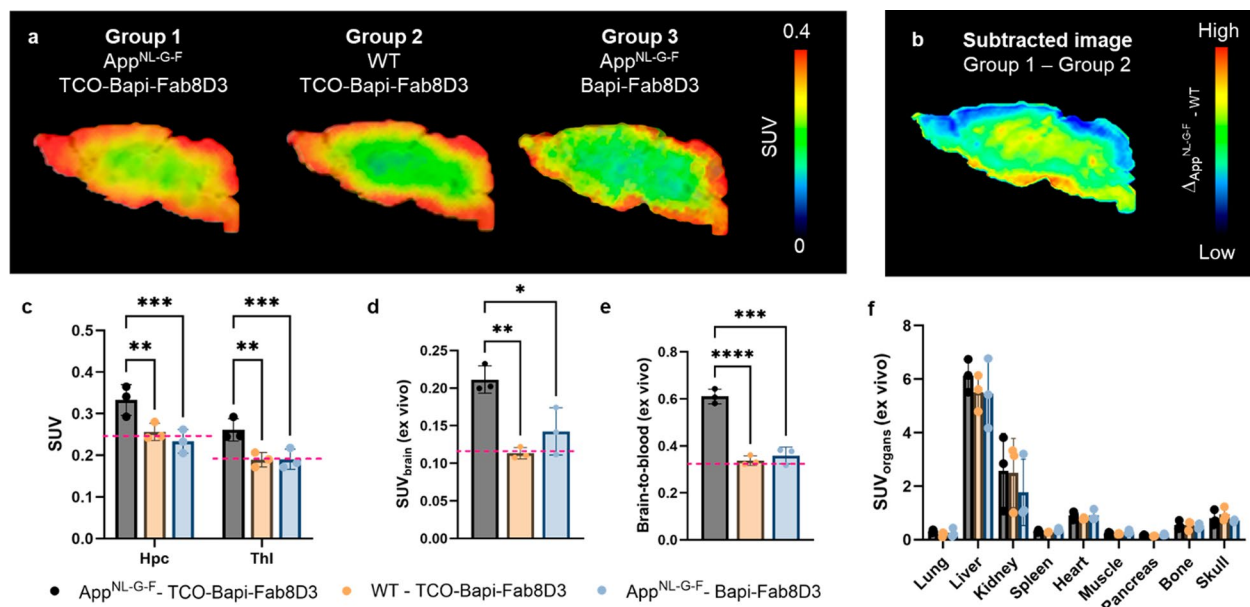 a
Group 1
App^NL-G-F
TCO-Bapi-Fab8D3
Group 2
WT
TCO-Bapi-Fab8D3
Group 3
App^NL-G-F
Bapi-Fab8D3
0.4
SUV
0
b
Subtracted image
Group 1 – Group 2
High
Δ App^NL-G-F - WT
Low
c
***
***
**
**
SUV
0.5
0.4
0.3
0.2
0.1
0.0
Hpc
Thl
d
*
**
SUV brain (ex vivo)
0.25
0.20
0.15
0.10
0.05
0.00
e
***
****
Brain-to-blood (ex vivo)
0.8
0.6
0.4
0.2
0.0
f
SUV organs (ex vivo)
8
6
4
2
0
Lung
Liver
Kidney
Spleen
Heart
Muscle
Pancreas
Bone
Skull
App^NL-G-F - TCO-Bapi-Fab8D3
WT - TCO-Bapi-Fab8D3
App^NL-G-F - Bapi-Fab8D3